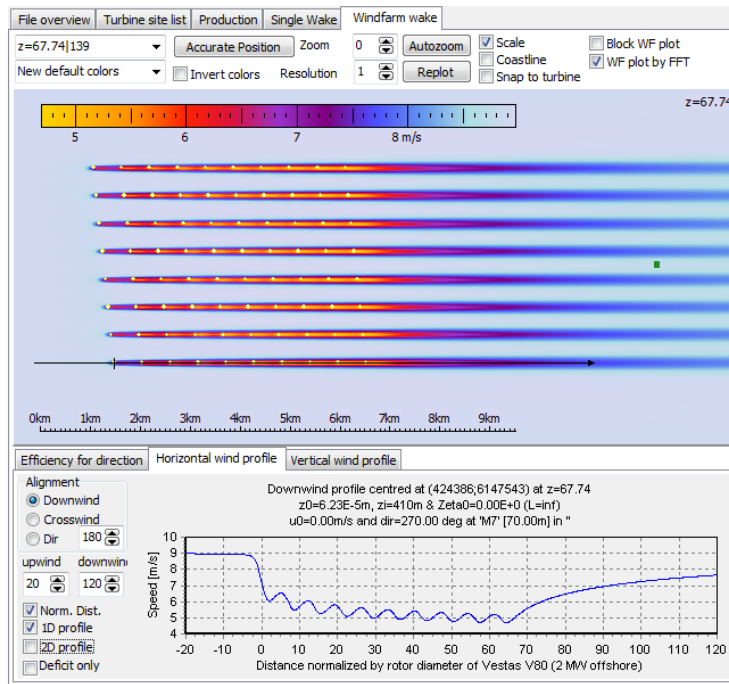 File overview Turbine site list Production Single Wake Windfarm wake
z=67.74|139 Accurate Position Zoom 0 Autozoom Scale Block WF plot
Coastline WF plot by FFT
New default colors Invert colors Resolution 1 Replot Snap to turbine
z=67.74
5 6 7 8 m/s
0km 1km 2km 3km 4km 5km 6km 7km 8km 9km
Efficiency for direction Horizontal wind profile Vertical wind profile
Alignment
Downwind
Crosswind
Dir 180
upwind downwin
20 120
Norm. Dist.
1D profile
2D profile
Deficit only
Downwind profile centred at (424386;6147543) at z=67.74
z0=6.23E-5m, zi=410m & Zeta0=0.00E+0 (L=inf)
u0=0.00m/s and dir=270.00 deg at 'M7' [70.00m] in ''
Speed [m/s]
10
9
8
7
6
5
4
-20 -10 0 10 20 30 40 50 60 70 80 90 100 110 120
Distance normalized by rotor diameter of Vestas V80 (2 MW offshore)